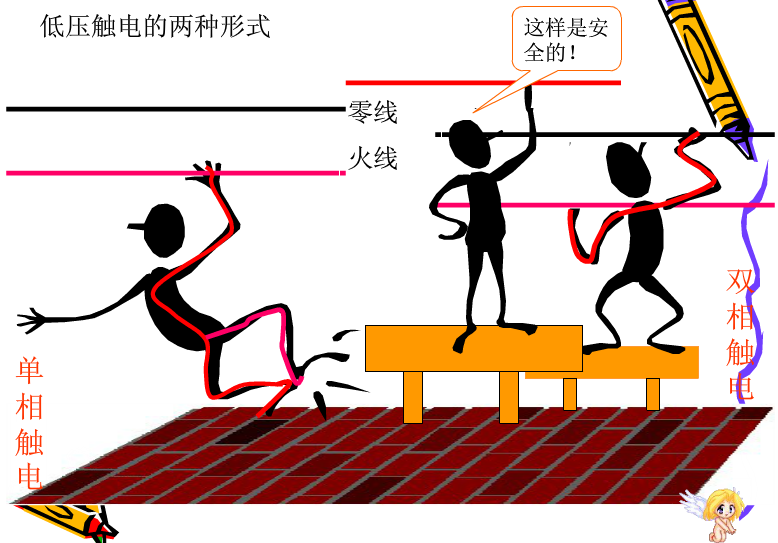 低压触电的两种形式
这样是安
全的！
零线
火线
双相触电
单相触电